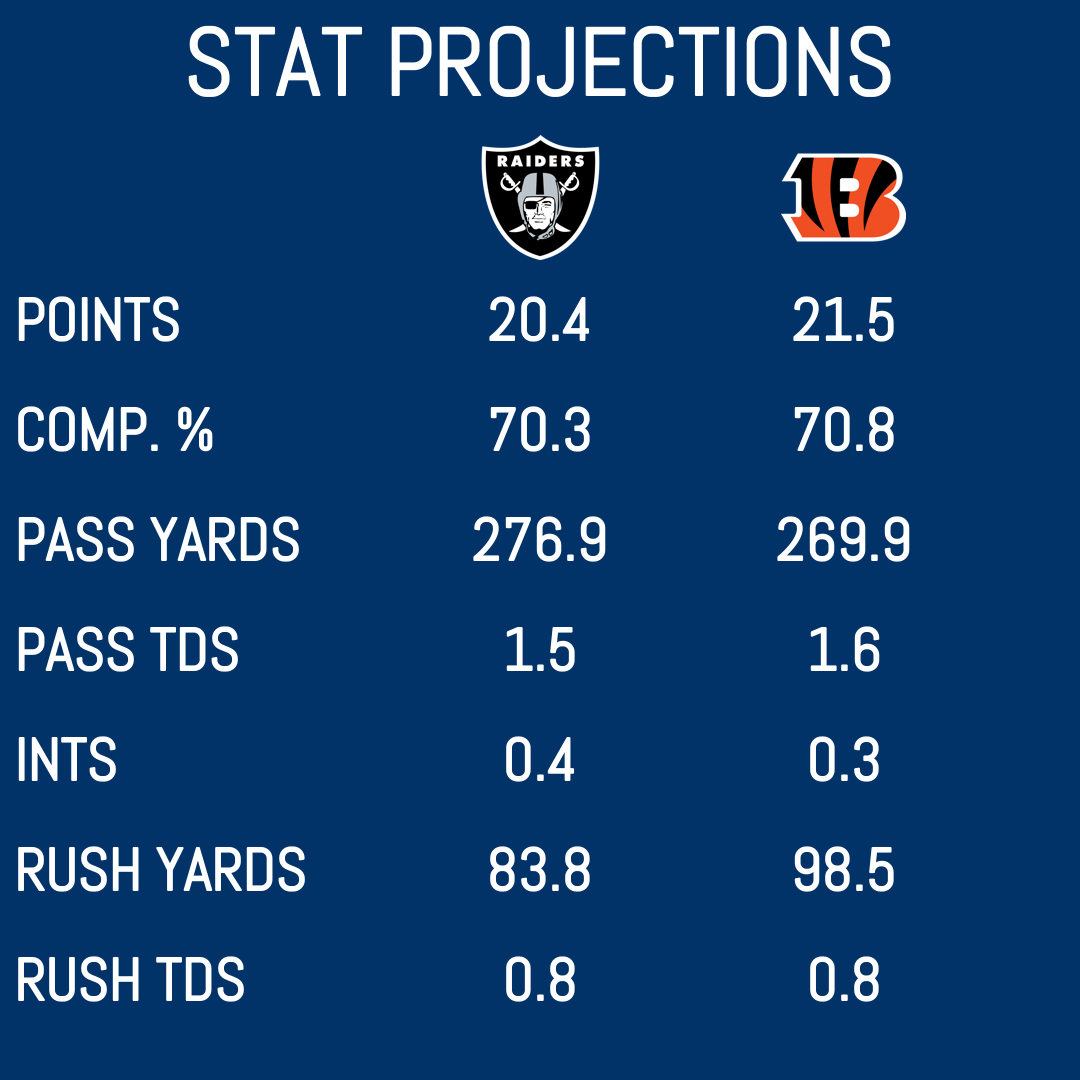 STAT PROJECTIONS
RAIDERS
B
POINTS 20.4 21.5
COMP. % 70.3 70.8
PASS YARDS 276.9 269.9
PASS TDS 1.5 1.6
INTS 0.4 0.3
RUSH YARDS 83.8 98.5
RUSH TDS 0.8 0.8